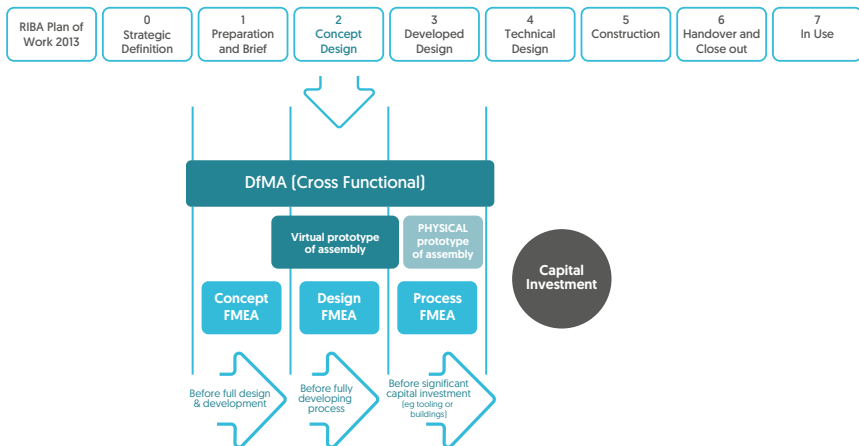 RIBA Plan of
Work 2013
0
Strategic
Definition
1
Preparation
and Brief
2
Concept
Design
3
Developed
Design
4
Technical
Design
5
Construction
6
Handover and
Close out
7
In Use
DfMA (Cross Functional)
Virtual prototype
of assembly
PHYSICAL
prototype
of assembly
Capital
Investment
Concept
FMEA
Design
FMEA
Process
FMEA
Before full design
& development
Before fully
developing
process
Before significant
capital investment
(eg tooling or
buildings)